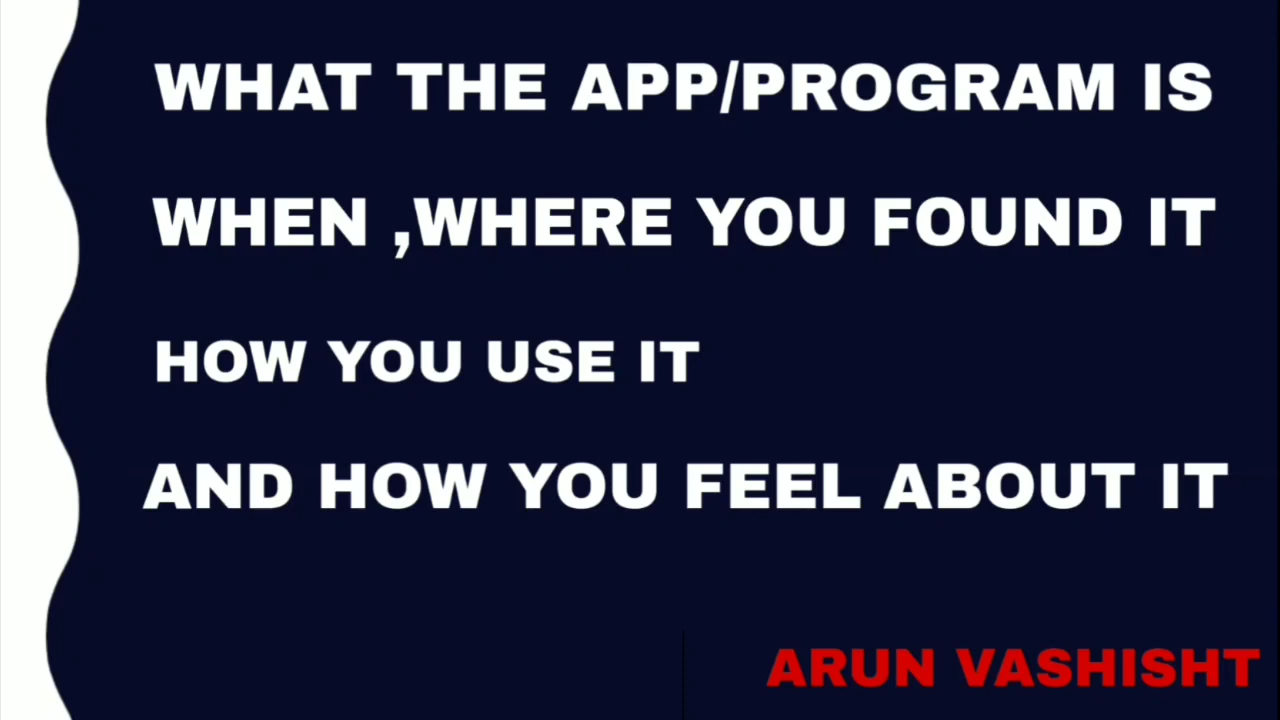 WHAT THE APP/PROGRAM IS
WHEN ,WHERE YOU FOUND IT
HOW YOU USE IT
AND HOW YOU FEEL ABOUT IT
ARUN VASHISHT